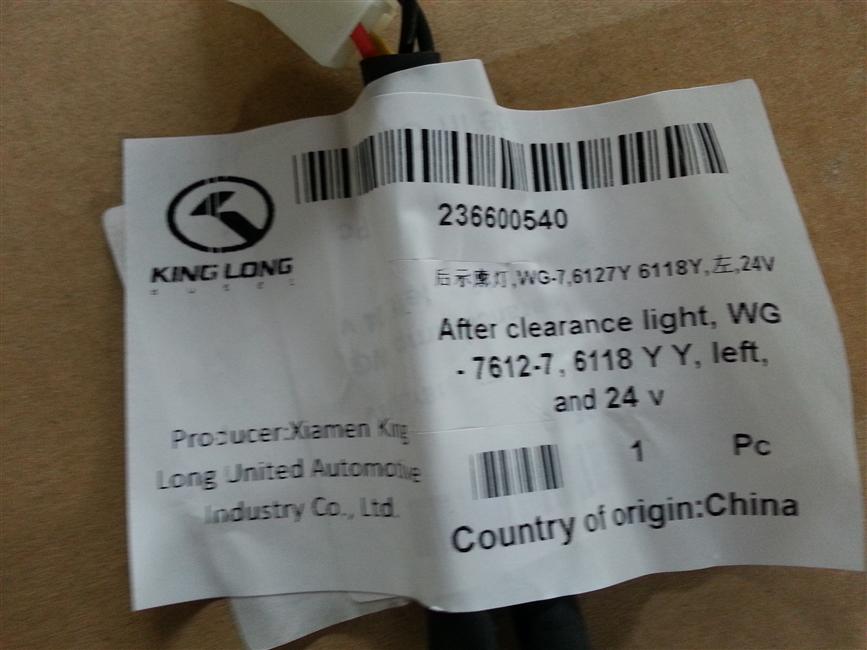 236600540
KING LONG
后示廓灯,WG-7,6127Y 6118Y,左,24V
After clearance light, WG
- 7612-7, 6118 Y Y, left,
and 24 v
Producer:Xiamen King
Long United Automotive
Industry Co., Ltd.
1 Pc
Country of origin:China